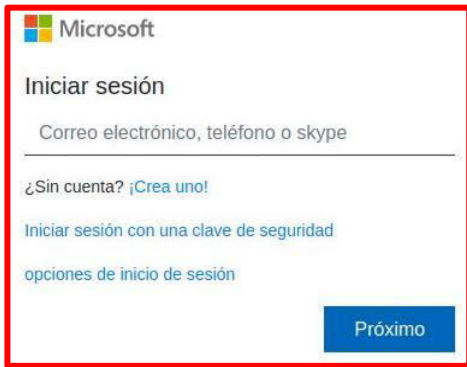 Microsoft
Iniciar sesión
Correo electrónico, teléfono o skype
¿Sin cuenta? ¡Crea uno!
Iniciar sesión con una clave de seguridad
opciones de inicio de sesión
Próximo